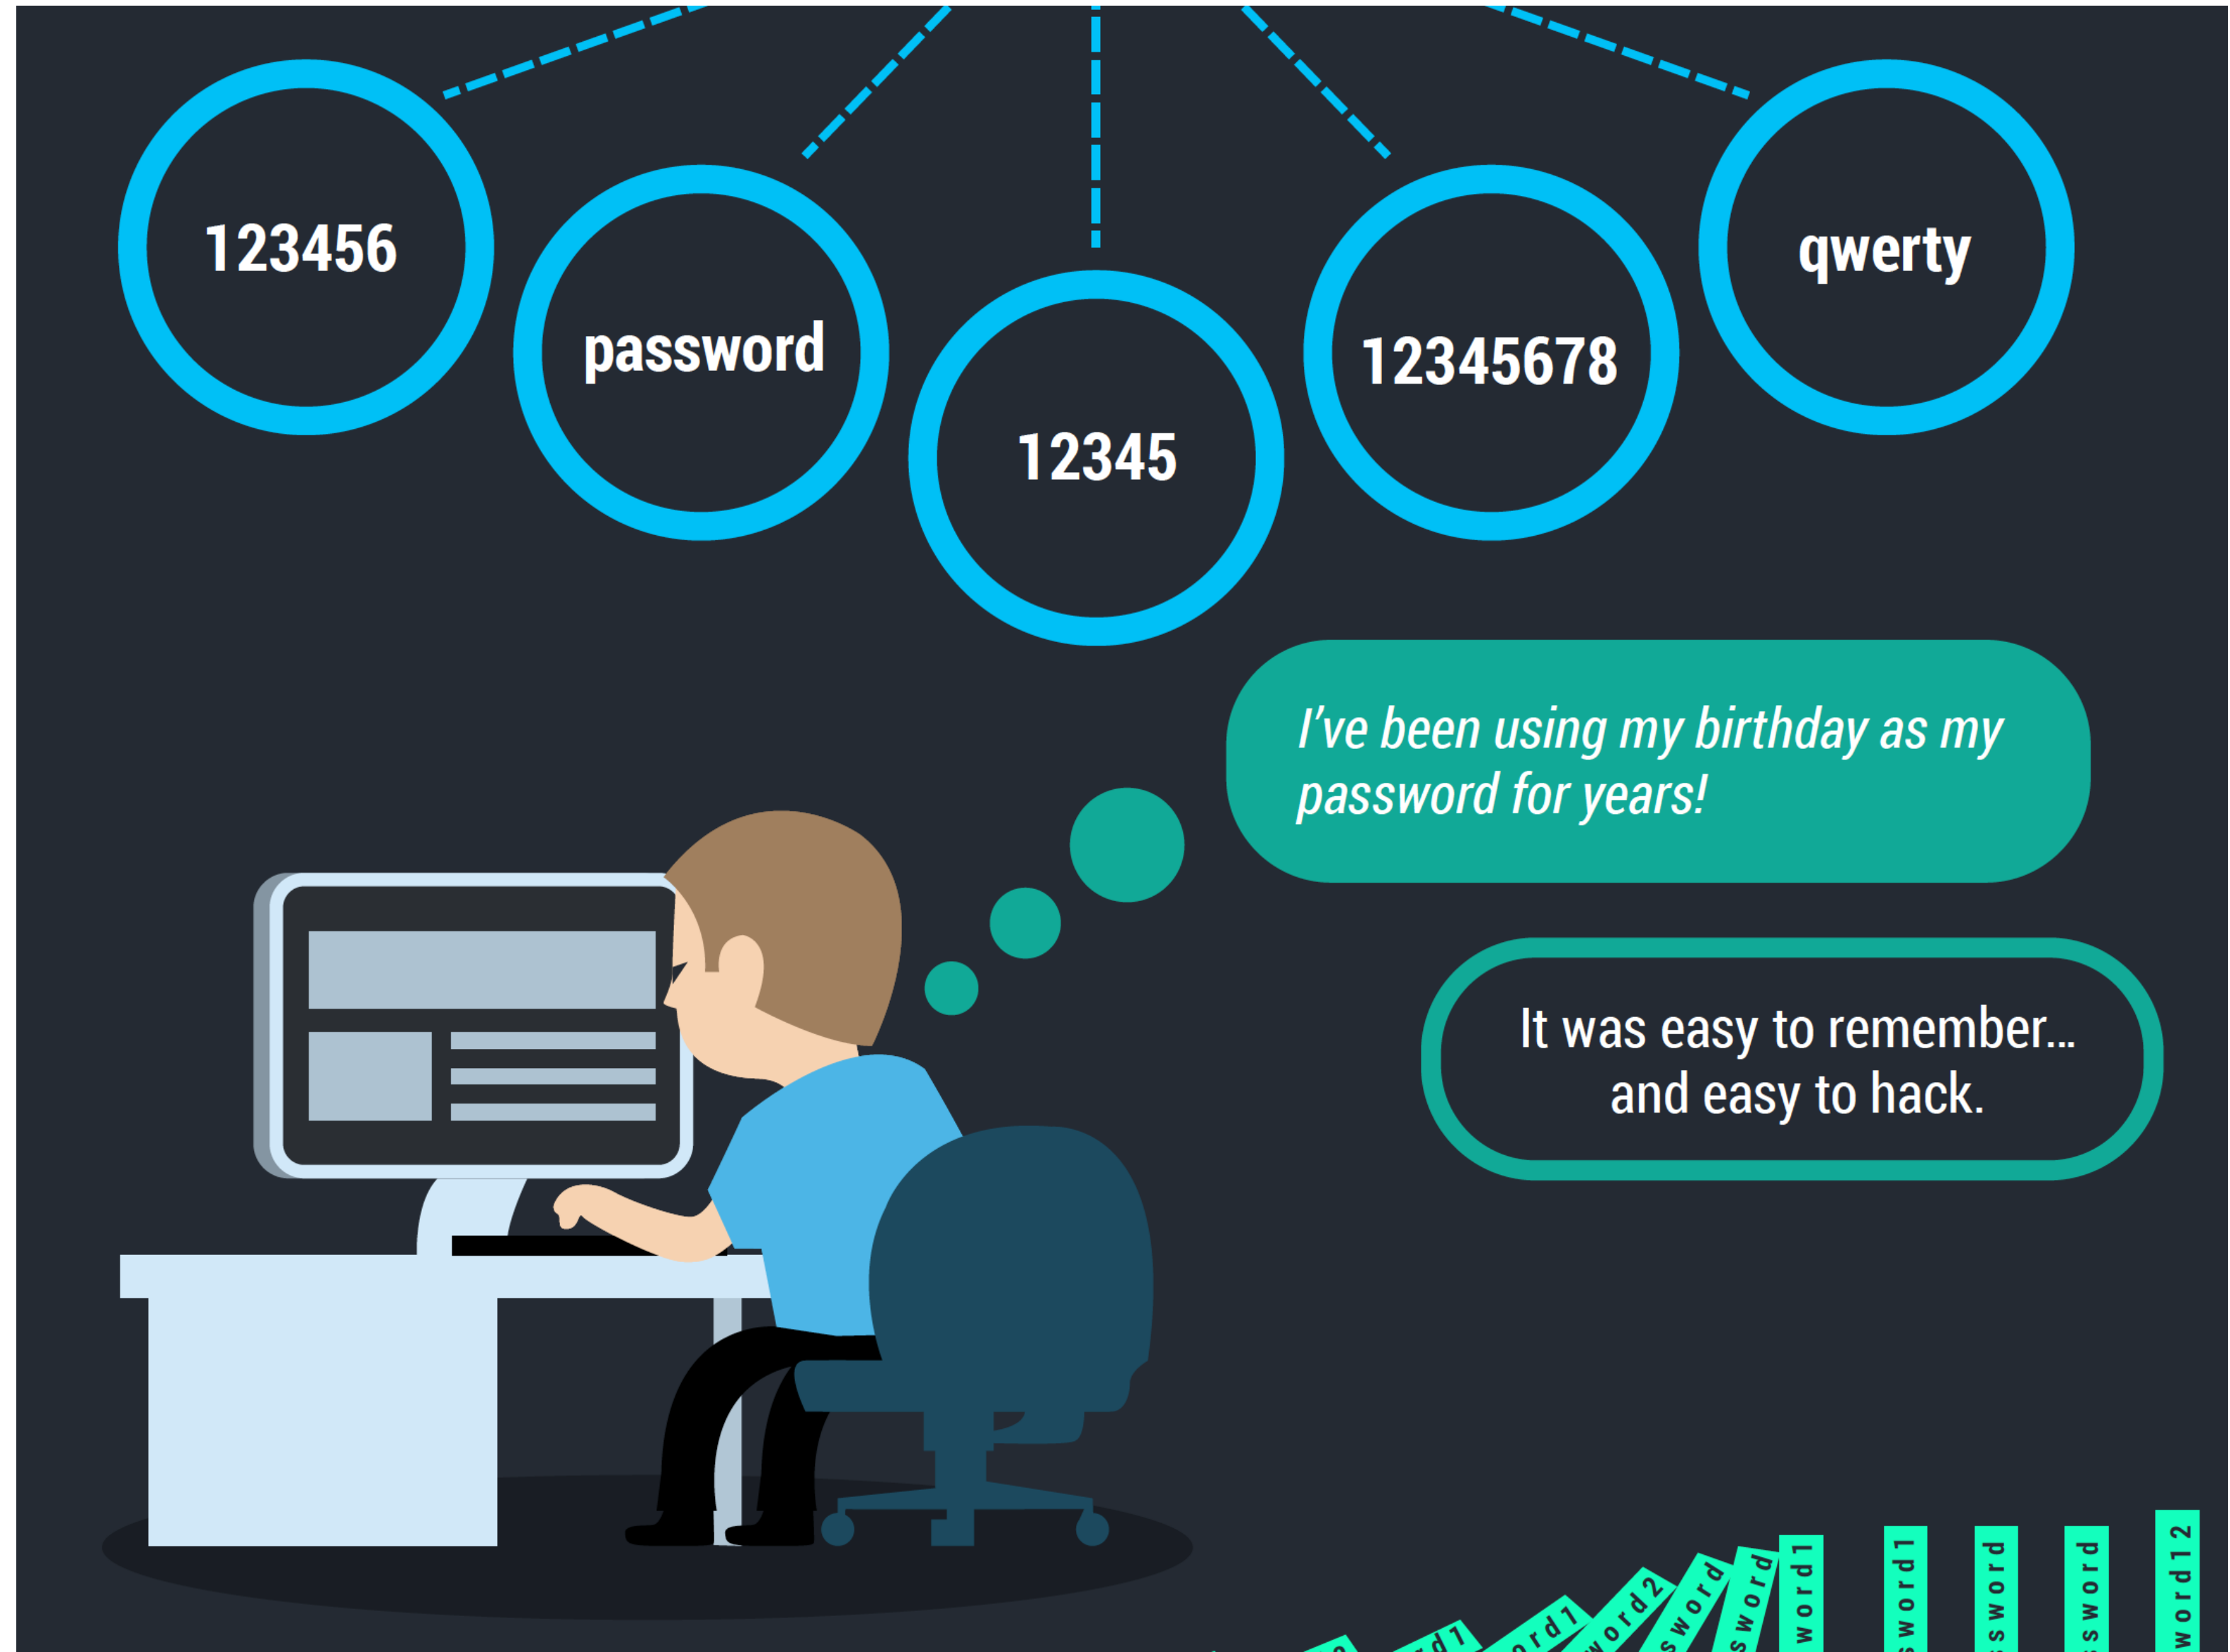 123456
password
12345
12345678
qwerty
I've been using my birthday as my
password for years!
It was easy to remember...
and easy to hack.